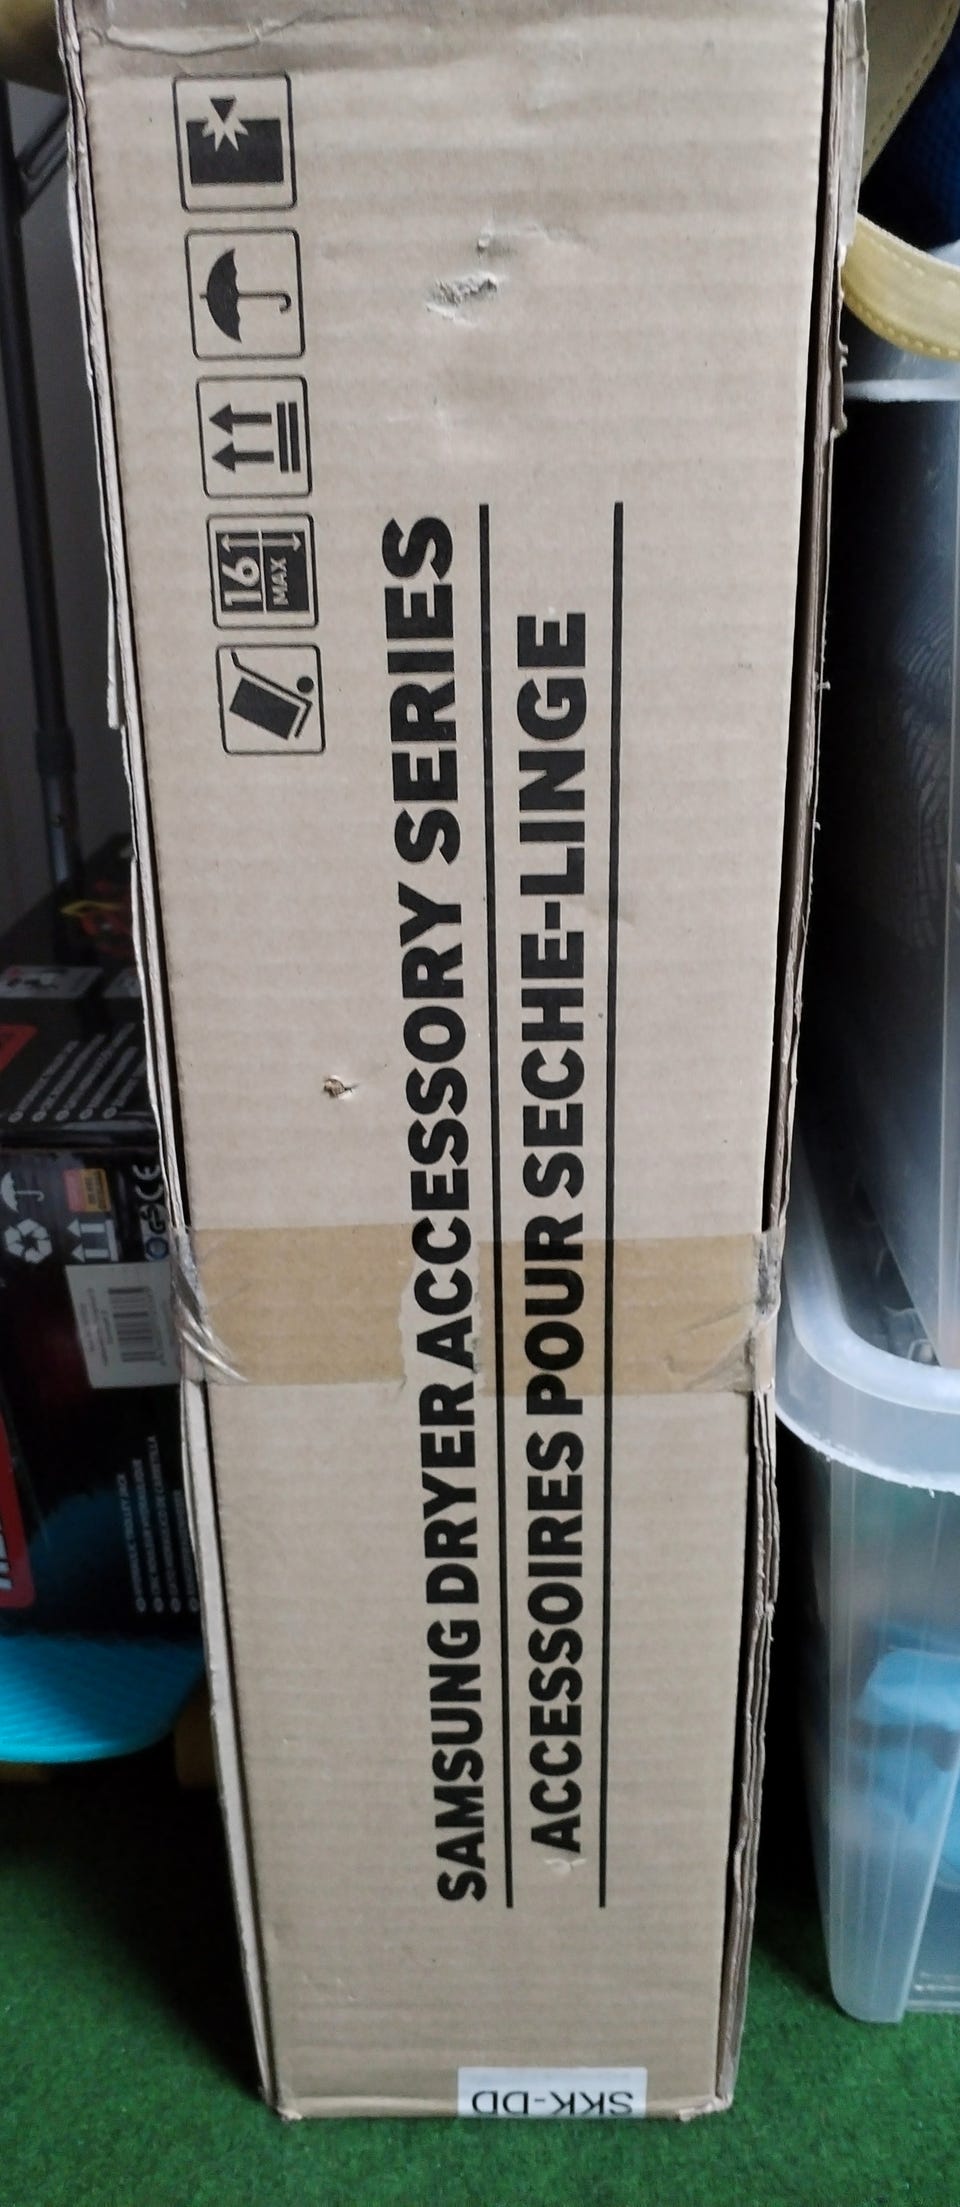 16
MAX
SAMSUNG DRYER ACCESSORY SERIES
ACCESSOIRES POUR SECHE-LINGE
SKK-DD